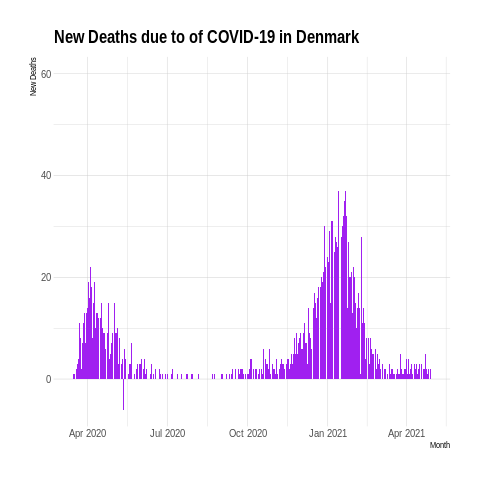 New Deaths due to of COVID-19 in Denmark
New Deaths
60
40
20
0
Apr 2020 Jul 2020 Oct 2020 Jan 2021 Apr 2021
Month